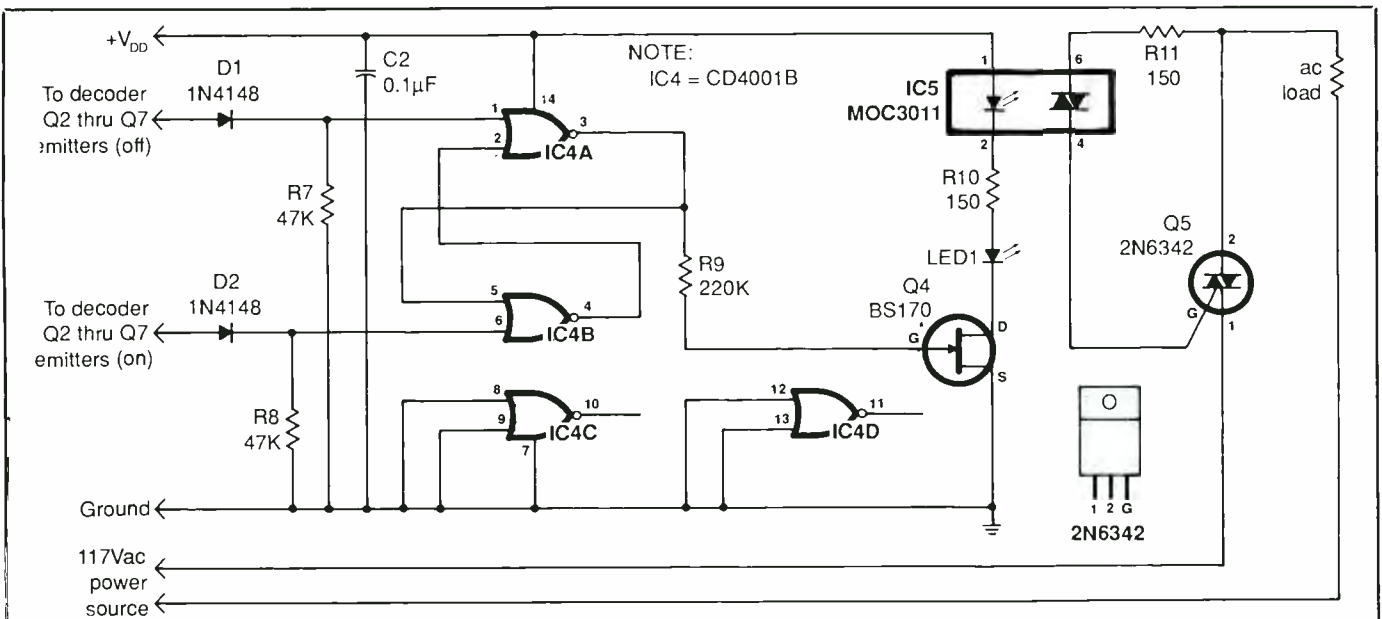 +VDD
C2
0.1µF
NOTE:
IC4 = CD4001B
D1
1N4148
To decoder
Q2 thru Q7
emitters (off)
R7
47K
1
2
14
3
IC4A
R9
220K
D2
1N4148
To decoder
Q2 thru Q7
emitters (on)
R8
47K
5
6
4
IC4B
8
9
10
7
IC4C
12
13
11
IC4D
Ground
117Vac
power
source
1
6
IC5
MOC3011
2
4
R10
150
LED1
Q4
BS170
G
D
S
R11
150
ac
load
Q5
2N6342
2
G
1
1 2 G
2N6342